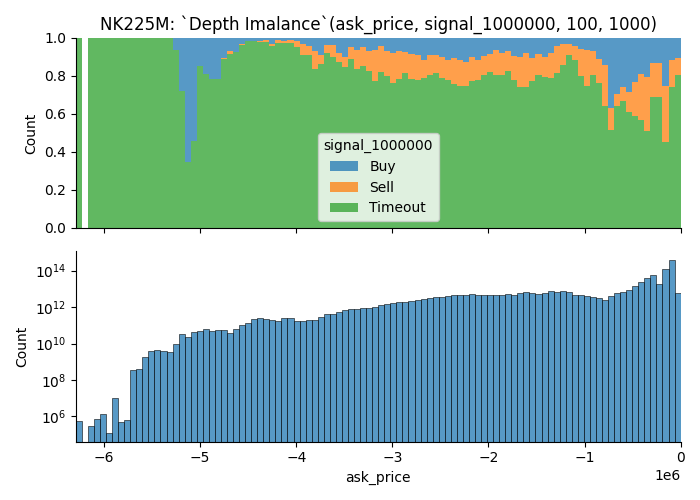 NK225M: `Depth Imalance`(ask_price, signal_1000000, 100, 1000)
1.0
0.8
0.6
0.4
0.2
0.0
Count
signal_1000000
Buy
Sell
Timeout
10^14
10^12
10^10
10^8
10^6
Count
−6 −5 −4 −3 −2 −1 0
ask_price
1e6